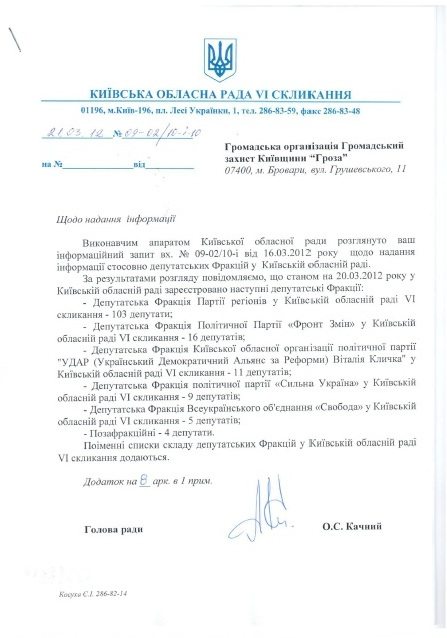 КИЇВСЬКА ОБЛАСНА РАДА VI СКЛИКАННЯ
01196, м.Київ-196, пл. Лесі Українки, 1, тел. 286-83-59, факс 286-83-48
21.03.12 № 09-02/10-і-10
на №            від
Громадська організація Громадський
захист Київщини “Гроза”
07400, м. Бровари, вул. Грушевського, 11
Щодо надання інформації
Виконавчим апаратом Київської обласної ради розглянуто ваш
інформаційний запит вх. № 09-02/10-і від 16.03.2012 року щодо надання
інформації стосовно депутатських Фракцій у Київській обласній раді.
За результатами розгляду повідомляємо, що станом на 20.03.2012 року у
Київській обласній раді зареєстровано наступні депутатські Фракції:
- Депутатська Фракція Партії регіонів у Київській обласній раді VI
скликання - 103 депутати;
- Депутатська Фракція Політичної Партії «Фронт Змін» у Київській
обласній раді VI скликання - 16 депутатів;
- Депутатська Фракція Київської обласної організації політичної партії
"УДАР (Український Демократичний Альянс за Реформи) Віталія Кличка" у
Київській обласній раді VI скликання - 11 депутатів;
- Депутатська Фракція політичної партії «Сильна Україна» у Київській
обласній раді VI скликання - 9 депутатів;
- Депутатська Фракція Всеукраїнського об'єднання «Свобода» у Київській
обласній раді VI скликання - 5 депутатів;
- Позафракційні - 4 депутати.
Поіменні списки складу депутатських Фракцій у Київській обласній раді
VI скликання додаються.
Додаток на 8 арк. в 1 прим.
Голова ради
О.С. Качний
Косуха Є.І. 286-82-14